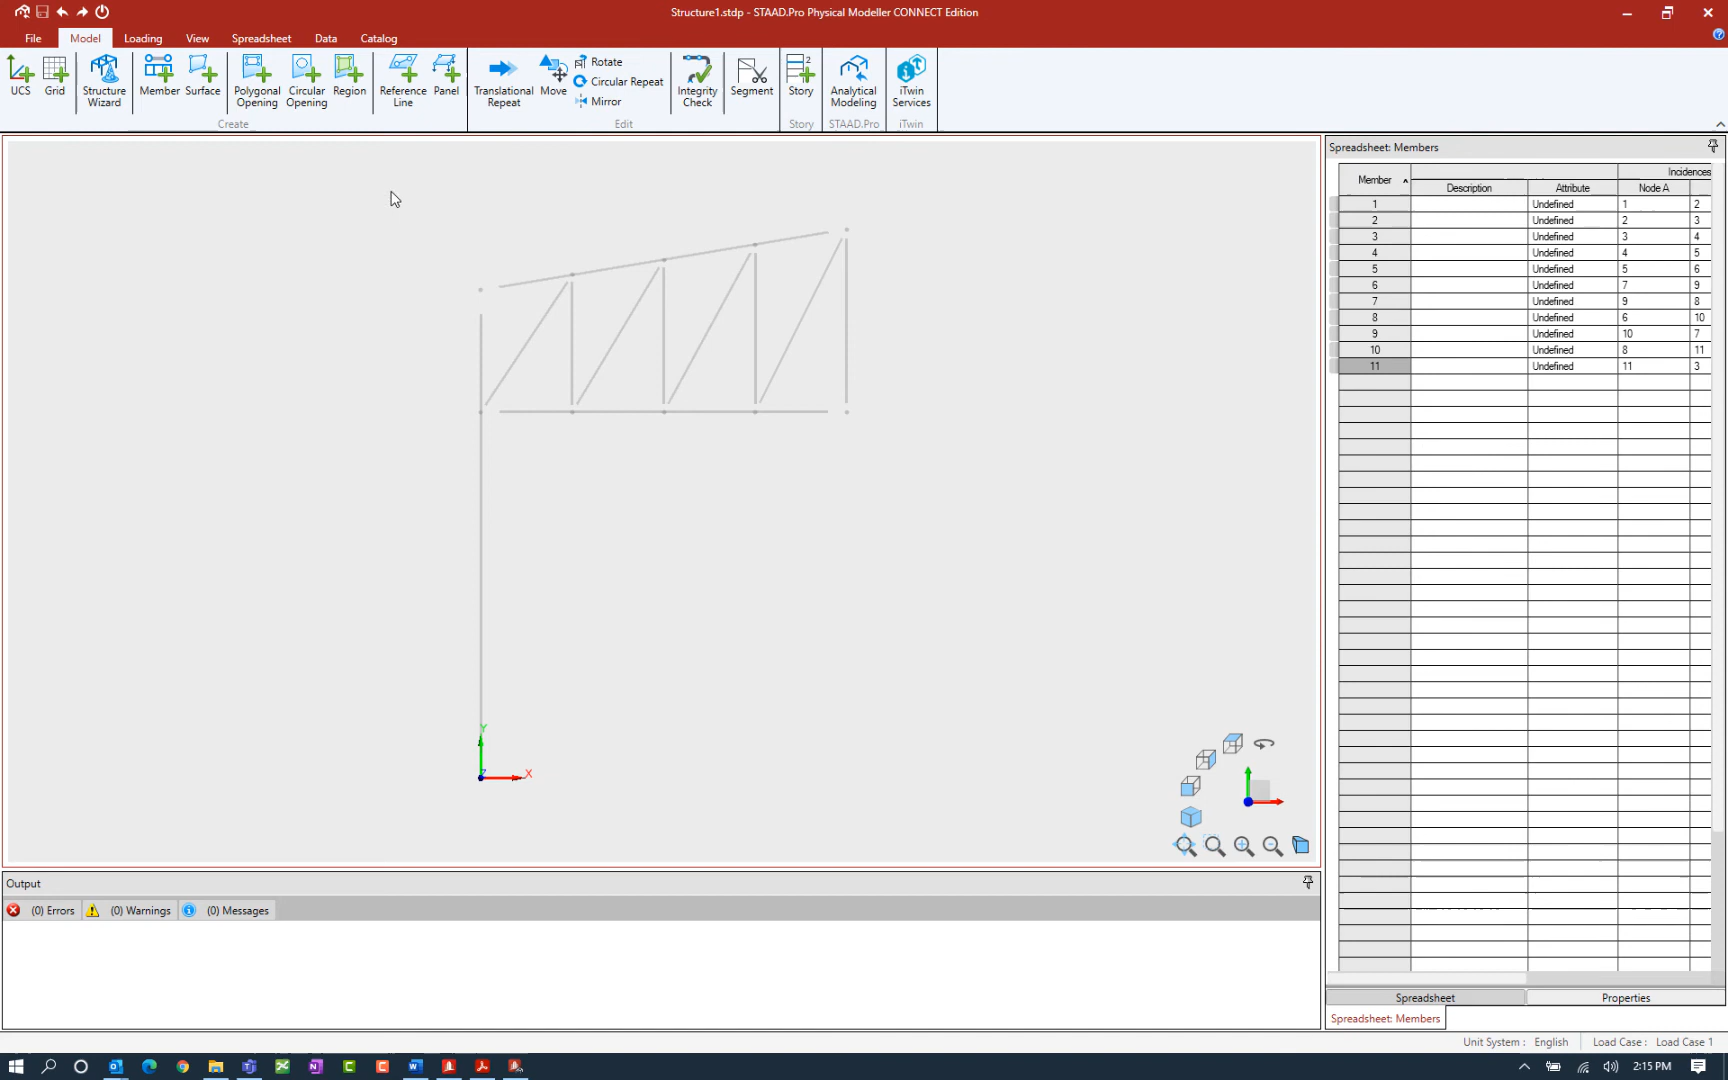 Structure1.stdp - STAAD.Pro Physical Modeller CONNECT Edition
File Model Loading View Spreadsheet Data Catalog
UCS
Grid
Structure
Wizard
Member
Surface
Polygonal
Opening
Circular
Opening
Region
Reference
Line
Panel
Create
Translational
Repeat
Move
Rotate
Circular Repeat
Mirror
Integrity
Check
Segment
Edit
2
Story
Story
Analytical
Modeling
STAAD.Pro
iTwin
Services
iTwin
Y
Z
X
Spreadsheet: Members
Incidences
Member Description Attribute Node A
1 Undefined 1 2
2 Undefined 2 3
3 Undefined 3 4
4 Undefined 4 5
5 Undefined 5 6
6 Undefined 7 9
7 Undefined 9 8
8 Undefined 6 10
9 Undefined 10 7
10 Undefined 8 11
11 Undefined 11 3
Spreadsheet Properties
Spreadsheet: Members
Output
(0) Errors (0) Warnings (0) Messages
Unit System : English Load Case : Load Case 1
2:15 PM